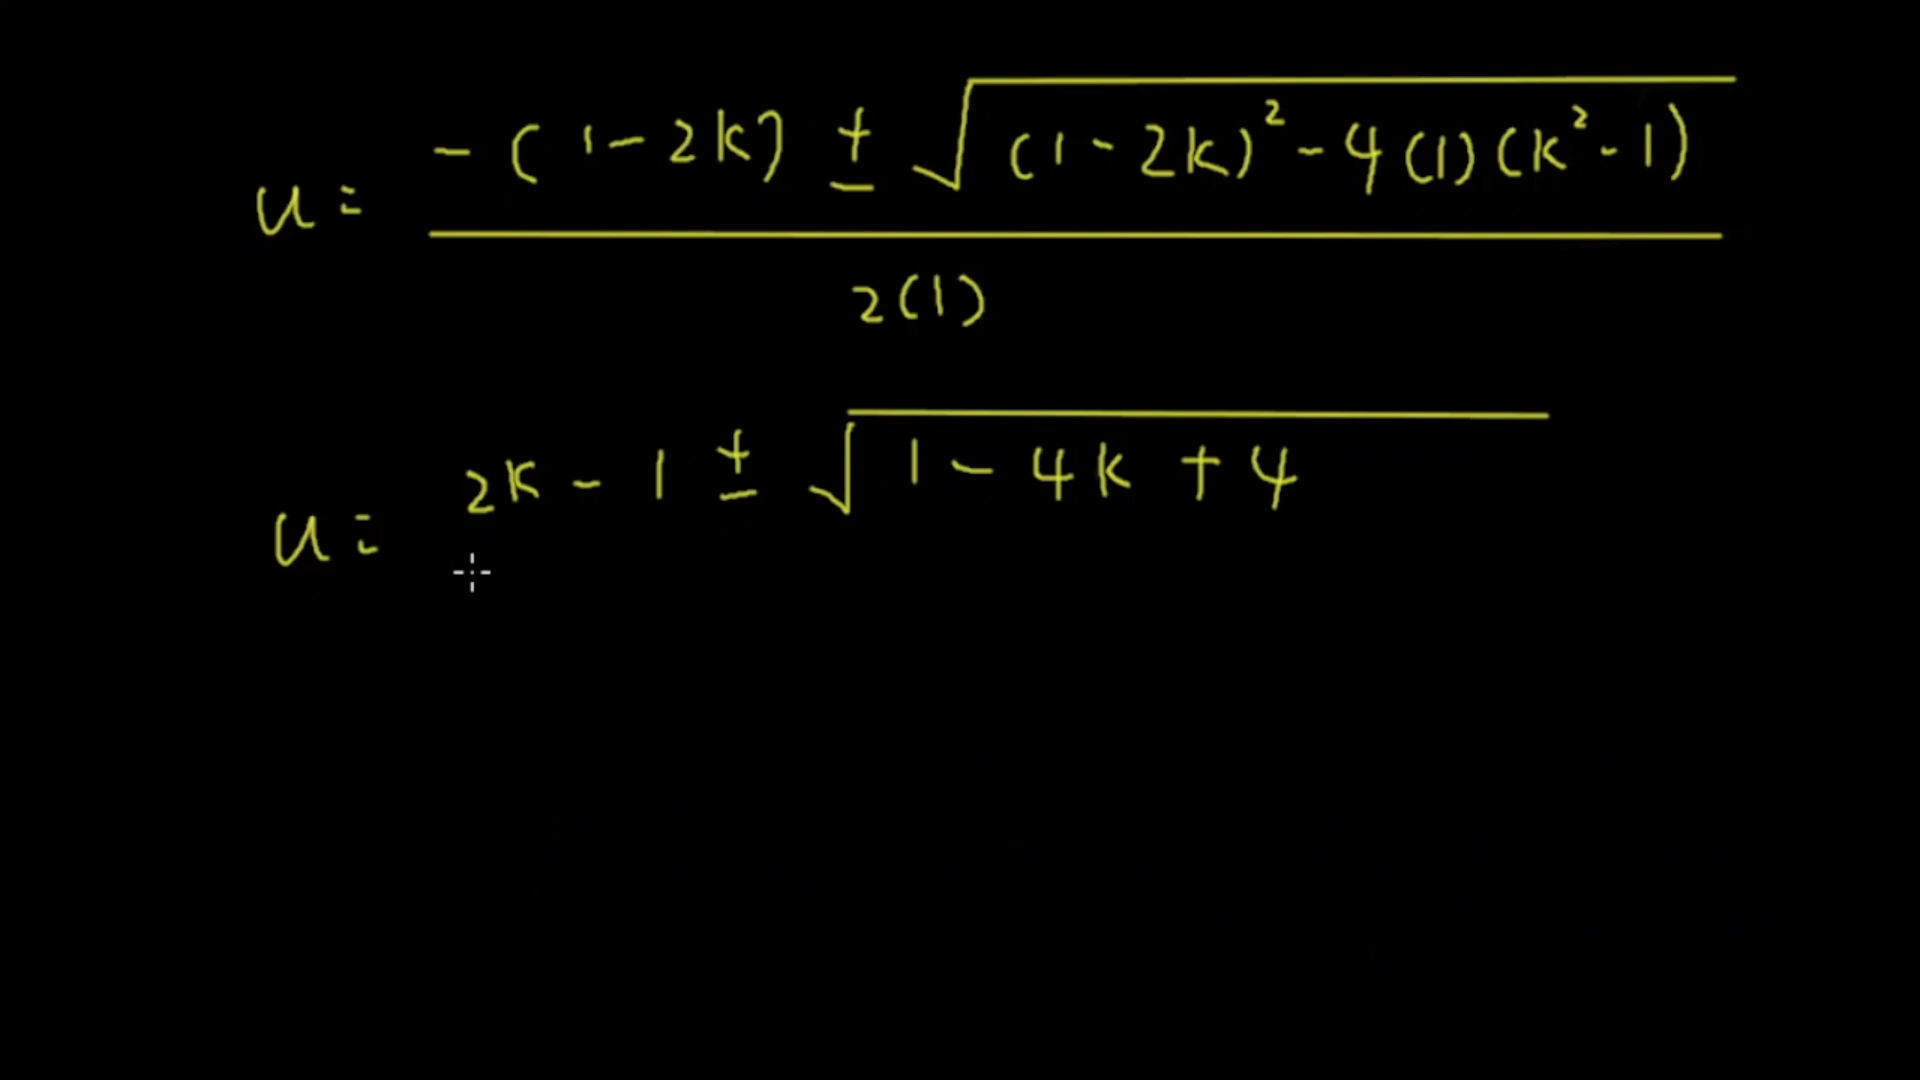 u = -(1-2k) ± √(1-2k)² - 4(1)(k²-1)
2(1)
u = 2k - 1 ± √1 - 4k + 4